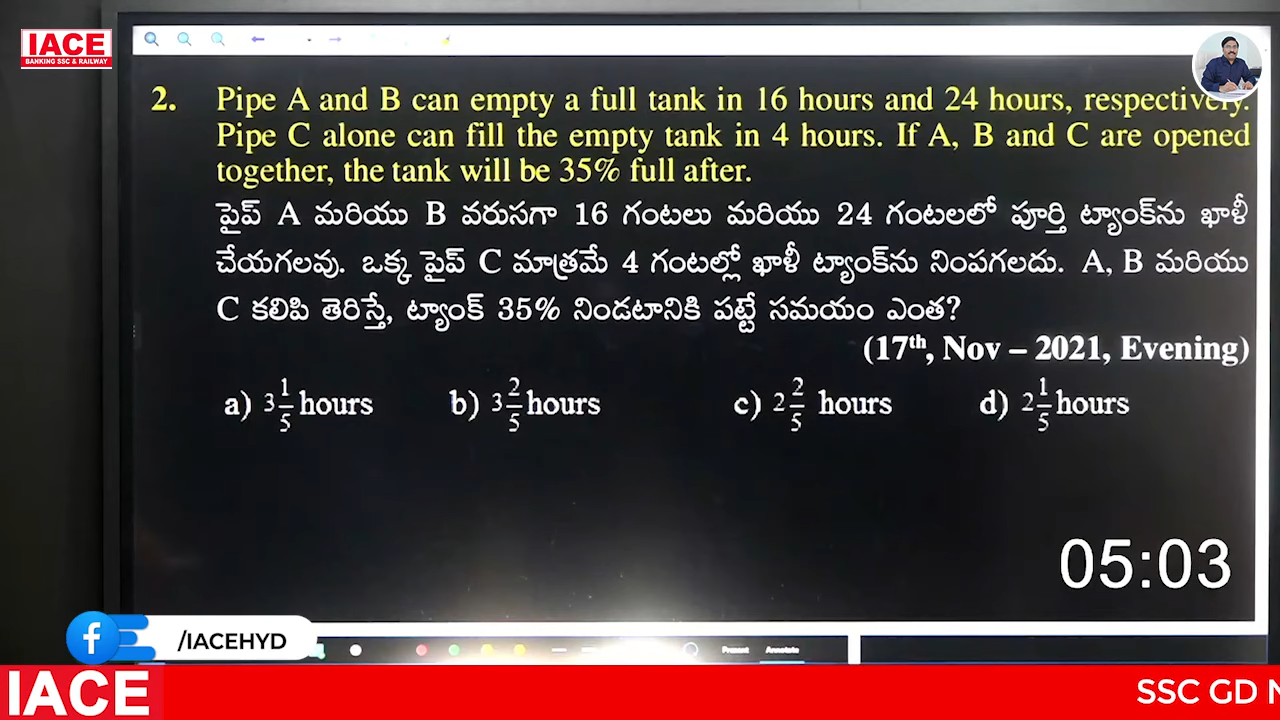 IACE
BANKING SSC & RAILWAY
2. Pipe A and B can empty a full tank in 16 hours and 24 hours, respectively.
Pipe C alone can fill the empty tank in 4 hours. If A, B and C are opened
together, the tank will be 35% full after.
పైప్ A మరియు B వరుసగా 16 గంటలు మరియు 24 గంటలలో పూర్తి ట్యాంక్‌ను ఖాళీ
చేయగలవు. ఒక్క పైప్ C మాత్రమే 4 గంటల్లో ఖాళీ ట్యాంక్‌ను నింపగలదు. A, B మరియు
C కలిపి తెరిస్తే, ట్యాంక్ 35% నిండటానికి పట్టే సమయం ఎంత?
(17th, Nov – 2021, Evening)
a) 3 1/5 hours b) 3 2/5 hours c) 2 2/5 hours d) 2 1/5 hours
05:03
/IACEHYD
Present Annotate
IACE
SSC GD